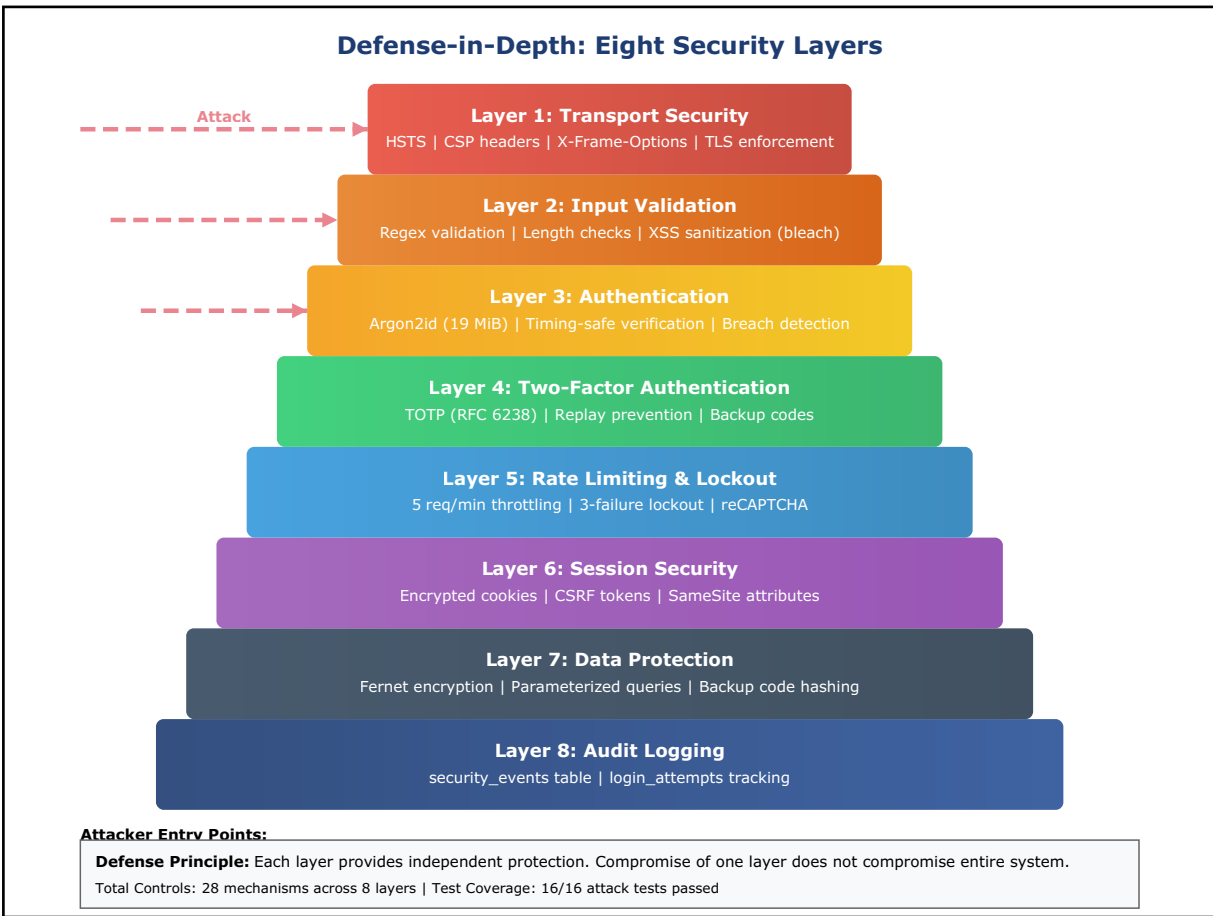 Defense-in-Depth: Eight Security Layers
Attack
Layer 1: Transport Security
HSTS | CSP headers | X-Frame-Options | TLS enforcement
Layer 2: Input Validation
Regex validation | Length checks | XSS sanitization (bleach)
Layer 3: Authentication
Argon2id (19 MiB) | Timing-safe verification | Breach detection
Layer 4: Two-Factor Authentication
TOTP (RFC 6238) | Replay prevention | Backup codes
Layer 5: Rate Limiting & Lockout
5 req/min throttling | 3-failure lockout | reCAPTCHA
Layer 6: Session Security
Encrypted cookies | CSRF tokens | SameSite attributes
Layer 7: Data Protection
Fernet encryption | Parameterized queries | Backup code hashing
Layer 8: Audit Logging
security_events table | login_attempts tracking
Attacker Entry Points:
Defense Principle: Each layer provides independent protection. Compromise of one layer does not compromise entire system.
Total Controls: 28 mechanisms across 8 layers | Test Coverage: 16/16 attack tests passed